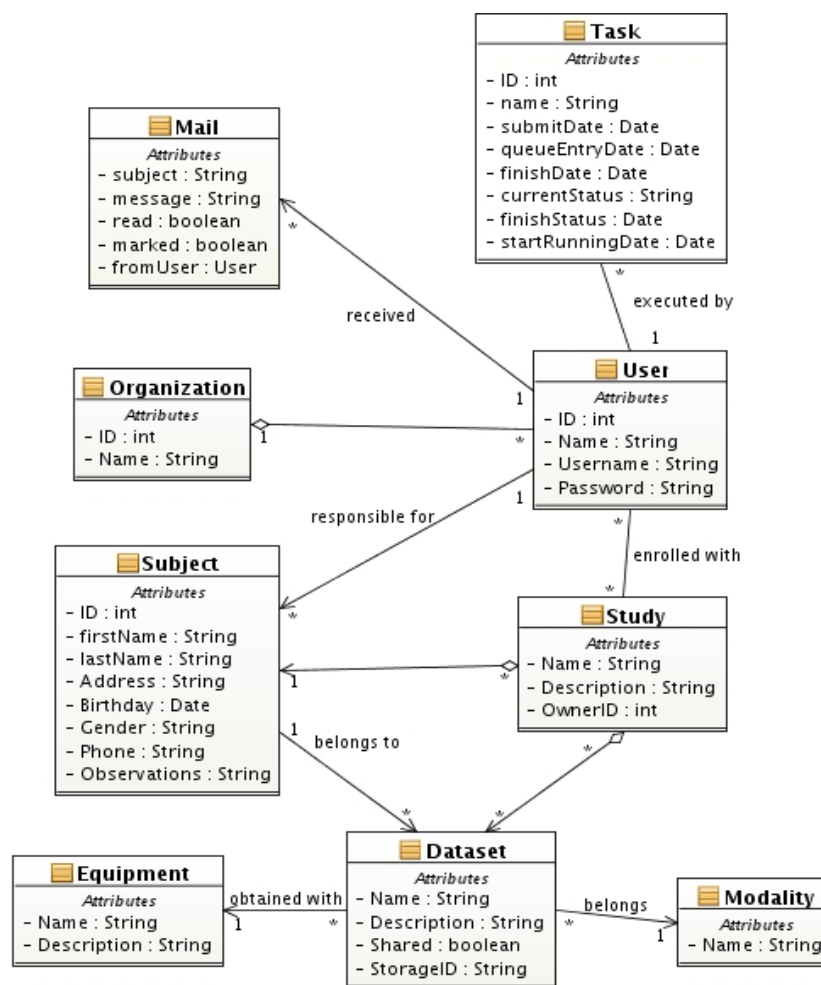 Task
Attributes
- ID : int
- name : String
- submitDate : Date
- queueEntryDate : Date
- finishDate : Date
- currentStatus : String
- finishStatus : Date
- startRunningDate : Date
Mail
Attributes
- subject : String
- message : String
- read : boolean
- marked : boolean
- fromUser : User
*
*
executed by
received
1
User
Attributes
- ID : int
- Name : String
- Username : String
- Password : String
1
Organization
Attributes
- ID : int
- Name : String
1
*
1
responsible for
*
enrolled with
*
Subject
Attributes
- ID : int
- firstName : String
- lastName : String
- Address : String
- Birthday : Date
- Gender : String
- Phone : String
- Observations : String
*
Study
Attributes
- Name : String
- Description : String
- OwnerID : int
1
*
1
belongs to
*
*
*
Dataset
Attributes
- Name : String
- Description : String
- Shared : boolean
- StorageID : String
Equipment
Attributes
- Name : String
- Description : String
obtained with
1
*
belongs
*
1
Modality
Attributes
- Name : String